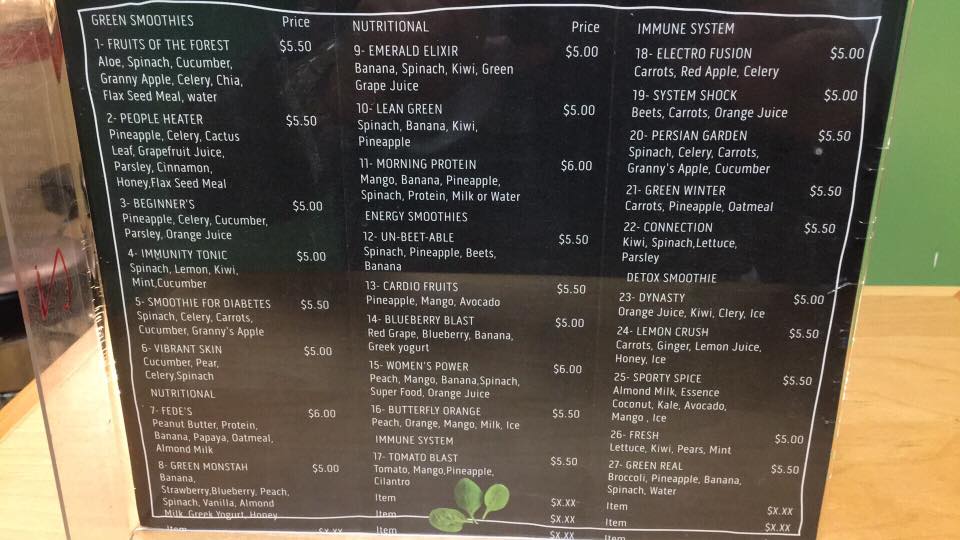 GREEN SMOOTHIES Price
1- FRUITS OF THE FOREST $5.50
Aloe, Spinach, Cucumber,
Granny Apple, Celery, Chia,
Flax Seed Meal, water
2- PEOPLE HEATER $5.50
Pineapple, Celery, Cactus
Leaf, Grapefruit Juice,
Parsley, Cinnamon,
Honey,Flax Seed Meal
3- BEGINNER'S $5.00
Pineapple, Celery, Cucumber,
Parsley, Orange Juice
4- IMMUNITY TONIC $5.00
Spinach, Lemon, Kiwi,
Mint,Cucumber
5- SMOOTHIE FOR DIABETES $5.50
Spinach, Celery, Carrots,
Cucumber, Granny's Apple
6- VIBRANT SKIN $5.00
Cucumber, Pear,
Celery,Spinach
NUTRITIONAL
7- FEDE'S $6.00
Peanut Butter, Protein,
Banana, Papaya, Oatmeal,
Almond Milk
8- GREEN MONSTAH $5.00
Banana,
Strawberry,Blueberry, Peach,
Spinach, Vanilla, Almond
Milk, Greek Yogurt, Honey
Item $X.XX
NUTRITIONAL Price
9- EMERALD ELIXIR $5.00
Banana, Spinach, Kiwi, Green
Grape Juice
10- LEAN GREEN $5.00
Spinach, Banana, Kiwi,
Pineapple
11- MORNING PROTEIN $6.00
Mango, Banana, Pineapple,
Spinach, Protein, Milk or Water
ENERGY SMOOTHIES
12- UN-BEET-ABLE $5.50
Spinach, Pineapple, Beets,
Banana
13- CARDIO FRUITS $5.50
Pineapple, Mango, Avocado
14- BLUEBERRY BLAST $5.00
Red Grape, Blueberry, Banana,
Greek yogurt
15- WOMEN'S POWER $6.00
Peach, Mango, Banana,Spinach,
Super Food, Orange Juice
16- BUTTERFLY ORANGE $5.50
Peach, Orange, Mango, Milk, Ice
IMMUNE SYSTEM
17- TOMATO BLAST $5.50
Tomato, Mango,Pineapple,
Cilantro
Item $X.XX
Item $X.XX
Item $X.XX
IMMUNE SYSTEM
18- ELECTRO FUSION $5.00
Carrots, Red Apple, Celery
19- SYSTEM SHOCK $5.00
Beets, Carrots, Orange Juice
20- PERSIAN GARDEN $5.50
Spinach, Celery, Carrots,
Granny's Apple, Cucumber
21- GREEN WINTER $5.50
Carrots, Pineapple, Oatmeal
22- CONNECTION $5.50
Kiwi, Spinach,Lettuce,
Parsley
DETOX SMOOTHIE
23- DYNASTY $5.00
Orange Juice, Kiwi, Clery, Ice
24- LEMON CRUSH $5.50
Carrots, Ginger, Lemon Juice,
Honey, Ice
25- SPORTY SPICE $5.50
Almond Milk, Essence
Coconut, Kale, Avocado,
Mango , Ice
26- FRESH $5.00
Lettuce, Kiwi, Pears, Mint
27- GREEN REAL $5.50
Broccoli, Pineapple, Banana,
Spinach, Water
Item $X.XX
Item $X.XX
Item